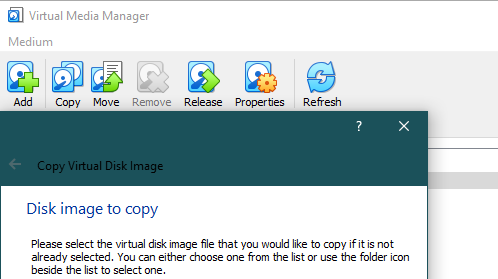 Virtual Media Manager
Medium
Add Copy Move Remove Release Properties Refresh
?
Copy Virtual Disk Image
Disk image to copy
Please select the virtual disk image file that you would like to copy if it is not
already selected. You can either choose one from the list or use the folder icon
beside the list to select one.